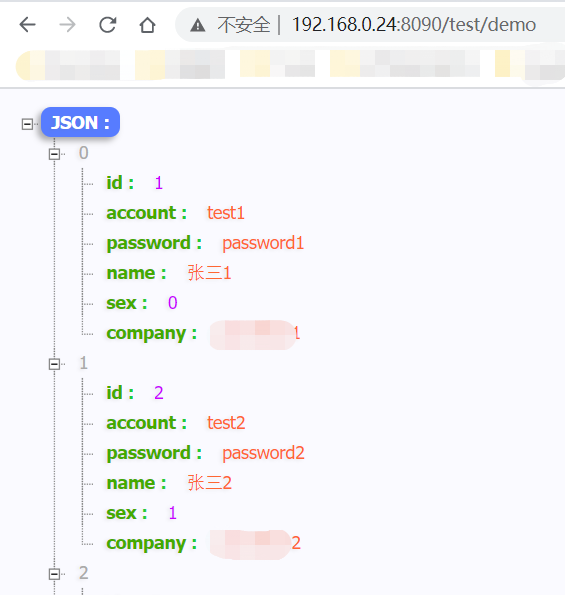 不安全 | 192.168.0.24:8090/test/demo
JSON :
0
id : 1
account : test1
password : password1
name : 张三1
sex : 0
company : 1
1
id : 2
account : test2
password : password2
name : 张三2
sex : 1
company : 2
2